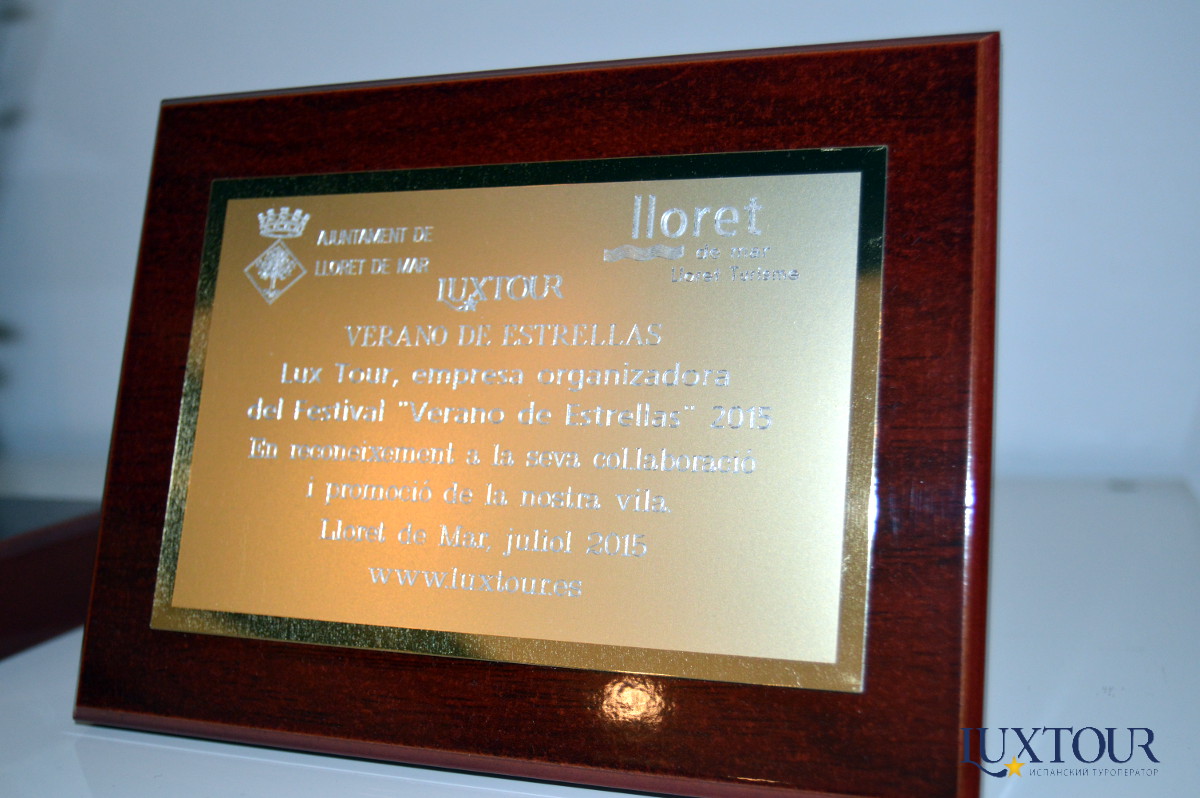 AJUNTAMENT DE
LLORET DE MAR
lloret
de mar
Lloret Turisme
LUXTOUR
VERANO DE ESTRELLAS
Lux Tour, empresa organizadora
del Festival "Verano de Estrellas" 2015
En reconeixement a la seva col.laboració
i promoció de la nostra vila.
Lloret de Mar, juliol 2015
www.luxtour.es
LUXTOUR
ИСПАНСКИЙ ТУРОПЕРАТОР